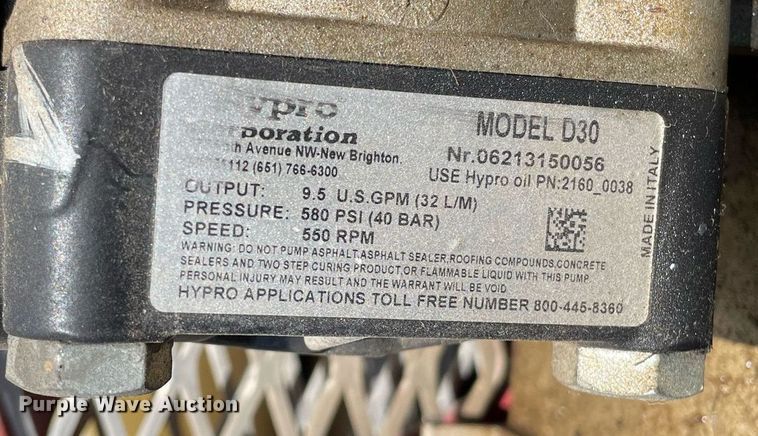 ypro
poration
h Avenue NW-New Brighton.
112 (651) 766-6300
MODEL D30
Nr.06213150056
USE Hypro oil PN:2160_0038
OUTPUT: 9.5 U.S.GPM (32 L/M)
PRESSURE: 580 PSI (40 BAR)
SPEED: 550 RPM
WARNING: DO NOT PUMP ASPHALT,ASPHALT SEALER,ROOFING COMPOUNDS,CONCRETE
SEALERS AND TWO STEP CURING PRODUCT,OR FLAMMABLE LIQUID WITH THIS PUMP
PERSONAL INJURY MAY RESULT AND THE WARRANT WILL BE VOID
HYPRO APPLICATIONS TOLL FREE NUMBER 800-445-8360
MADE IN ITALY
Purple Wave Auction